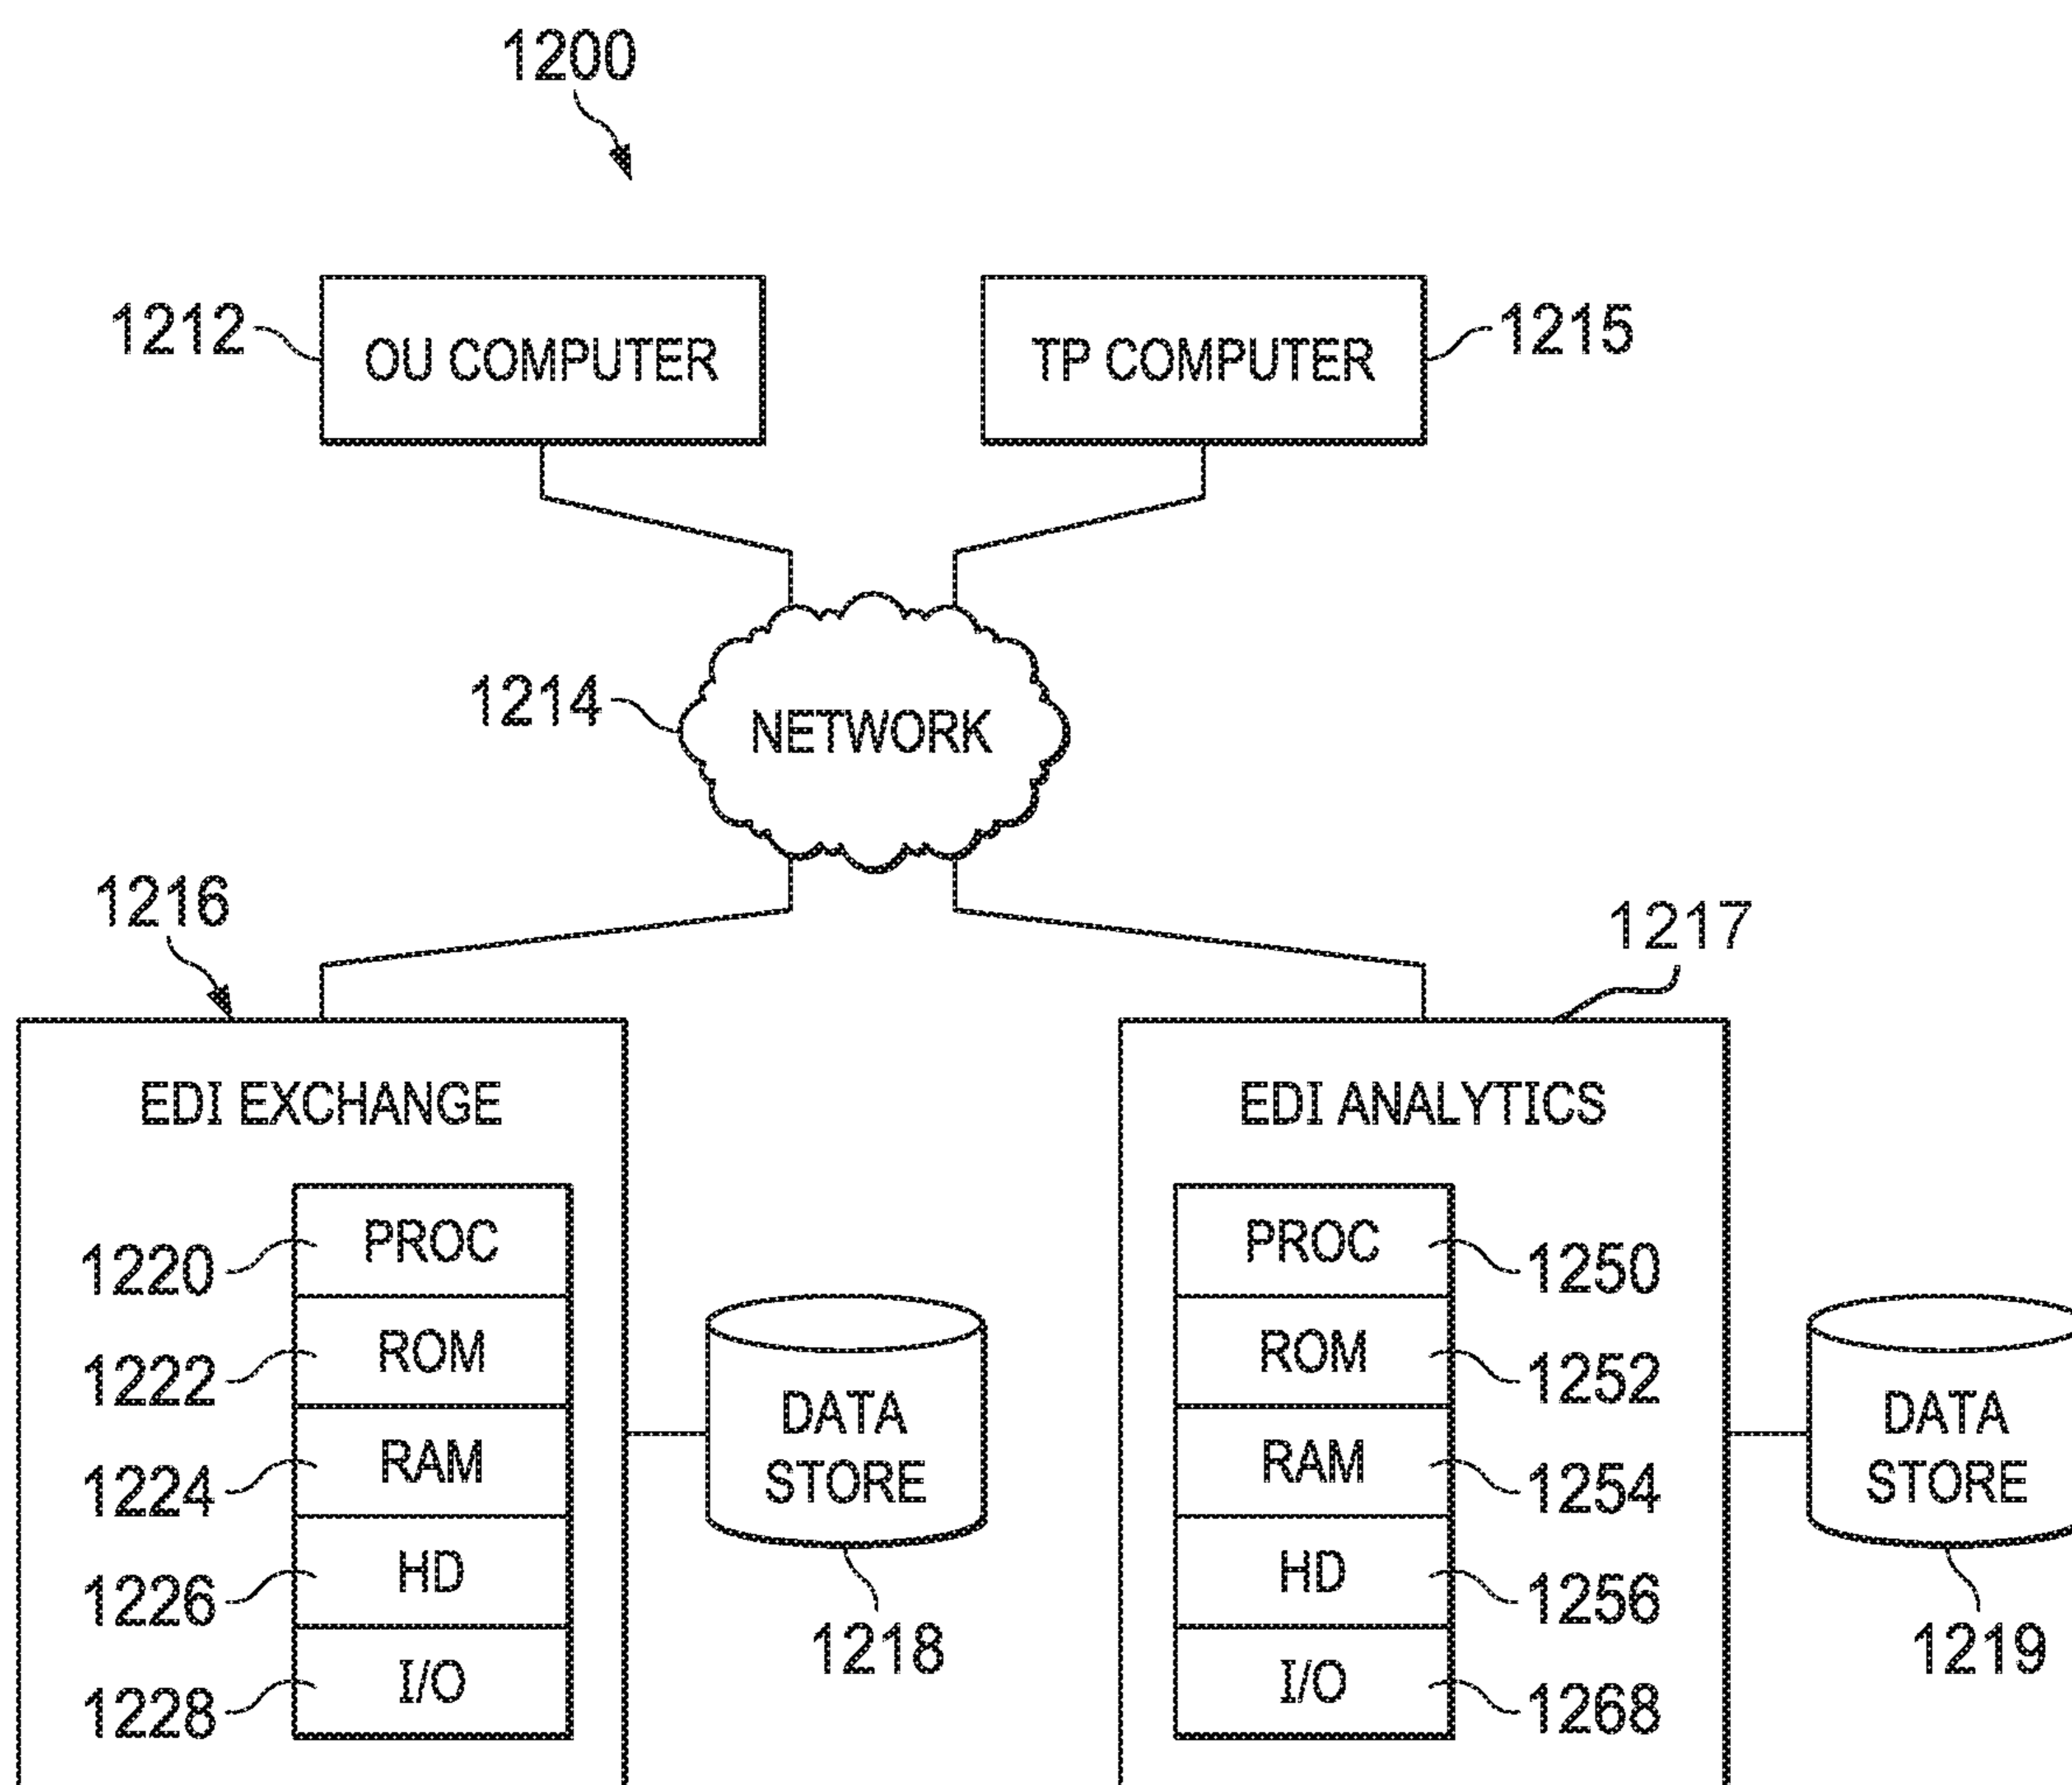 1200
1212
OU COMPUTER
TP COMPUTER
1215
1214
NETWORK
1216
1217
EDI EXCHANGE
1220
PROC
1222
ROM
1224
RAM
1226
HD
1228
I/O
DATA
STORE
1218
EDI ANALYTICS
PROC
1250
ROM
1252
RAM
1254
HD
1256
I/O
1268
DATA
STORE
1219